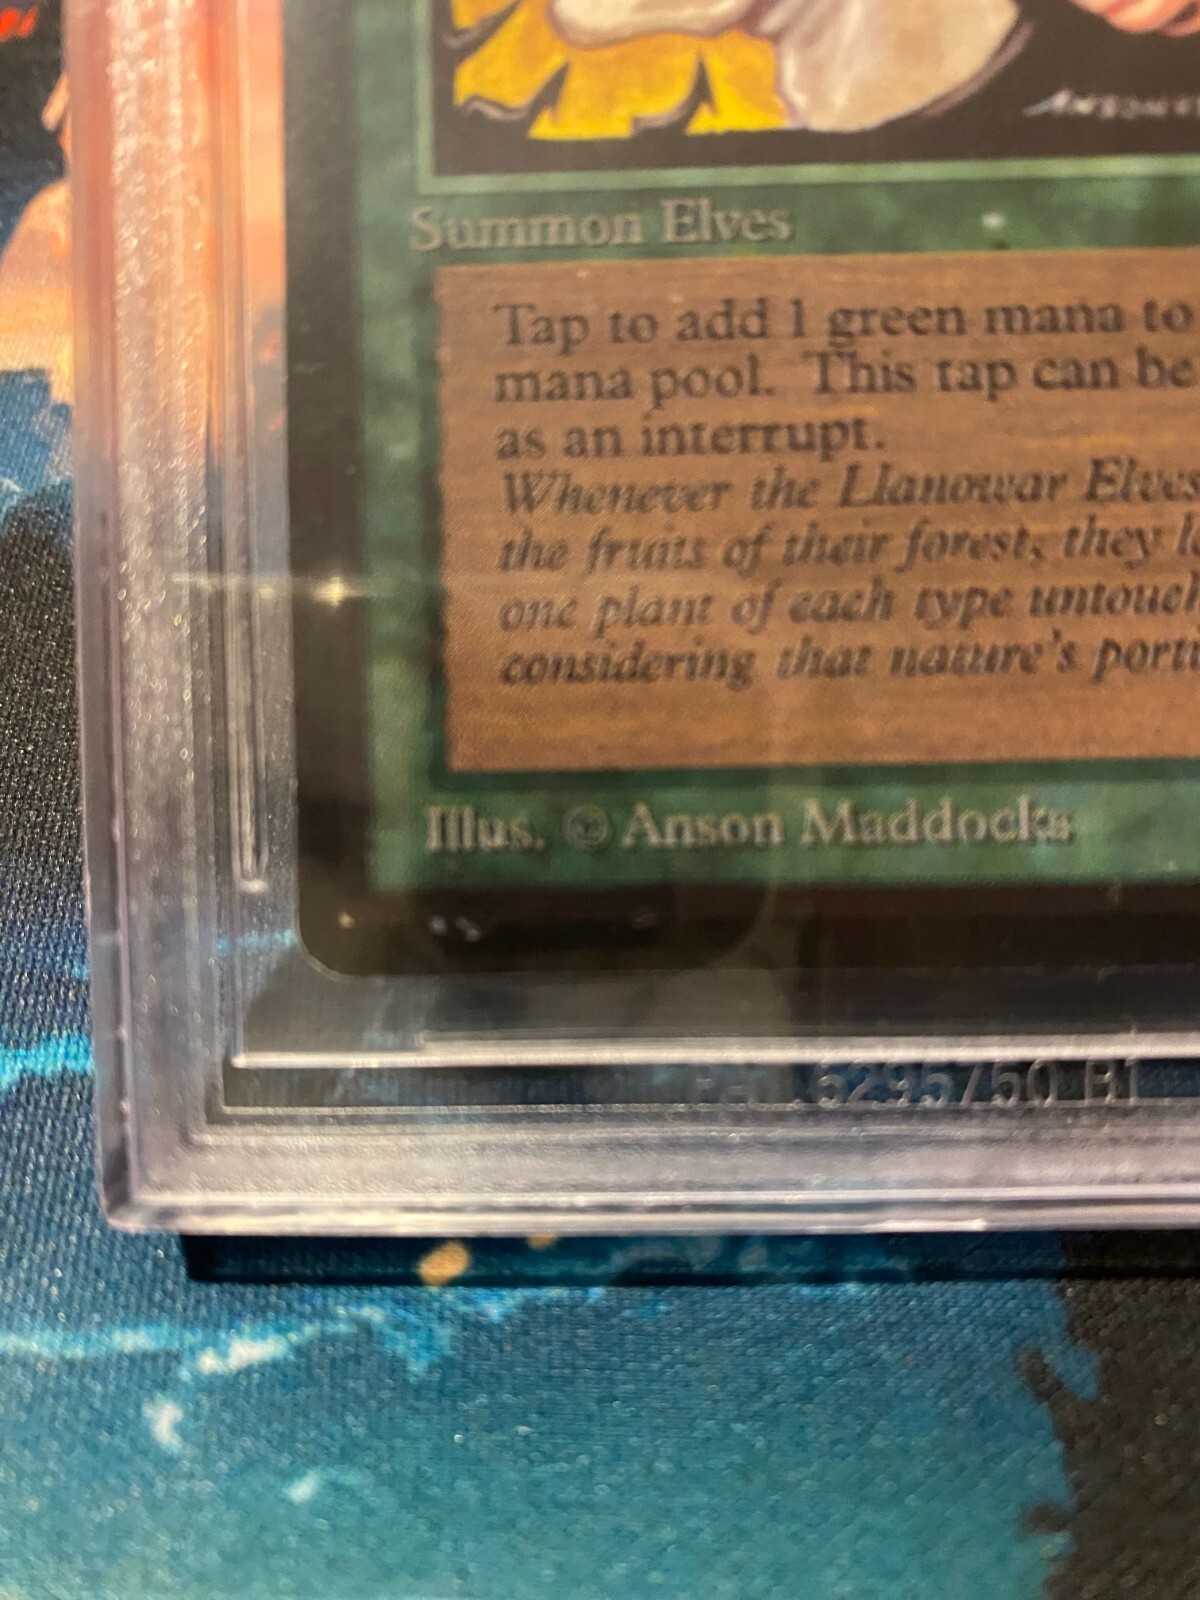 Summon Elves
Tap to add 1 green mana to
mana pool. This tap can be
as an interrupt.
Whenever the Llanowar Elves
the fruits of their forest, they
one plant of each type
considering that nature's
Illus. © Anson Maddocks
5295750 B1